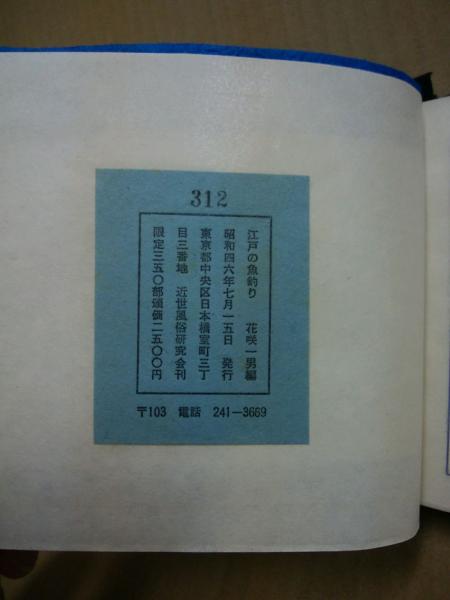 312
江戸の魚釣り 花咲一男編
昭和四六年七月一五日 発行
東京都中央区日本橋室町三丁
目三番地 近世風俗研究会刊
限定三五〇部頒価二五〇〇円
〒103 電話 241-3669